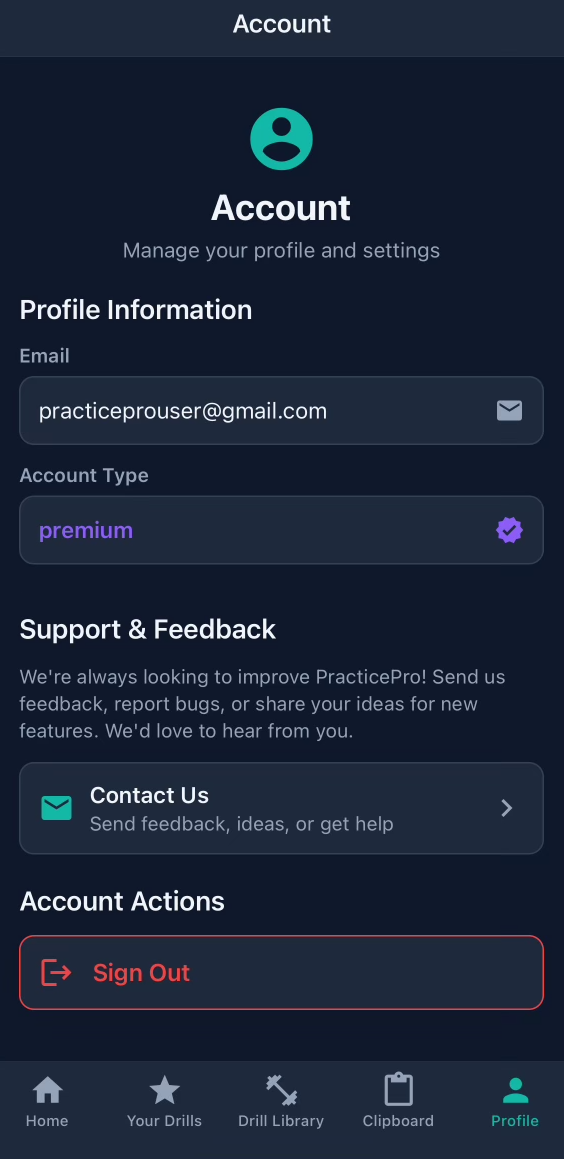 Account
Account
Manage your profile and settings
Profile Information
Email
practiceprouser@gmail.com
Account Type
premium
Support & Feedback
We're always looking to improve PracticePro! Send us
feedback, report bugs, or share your ideas for new
features. We'd love to hear from you.
Contact Us
Send feedback, ideas, or get help
Account Actions
Sign Out
Home
Your Drills
Drill Library
Clipboard
Profile